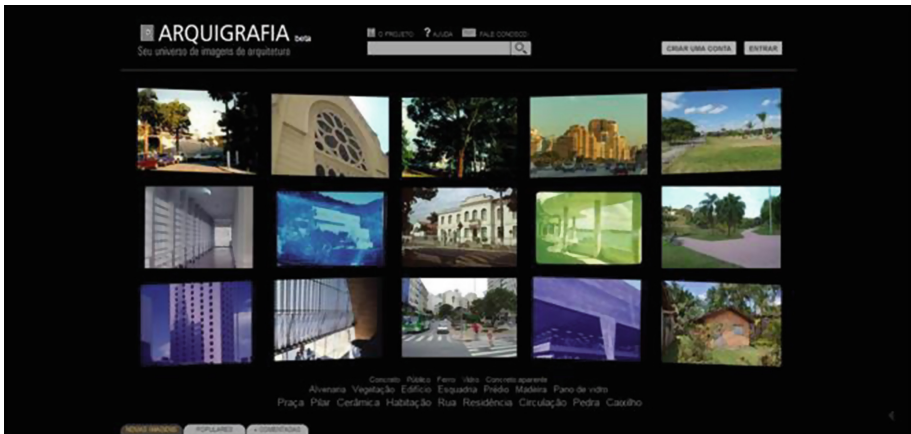 ARQUIGRAFIA beta
Seu universo de imagens de arquitetura
O PROJETO ? AJUDA FALE CONOSCO
CRIAR UMA CONTA ENTRAR
Concreto Público Ferro Vidro Concreto aparente
Alvenaria Vegetação Edifício Esquadria Prédio Madeira Pano de vidro
Praça Pilar Cerâmica Habitação Rua Residência Circulação Pedra Caixilho
NOVAS IMAGENS POPULARES + COMENTADAS